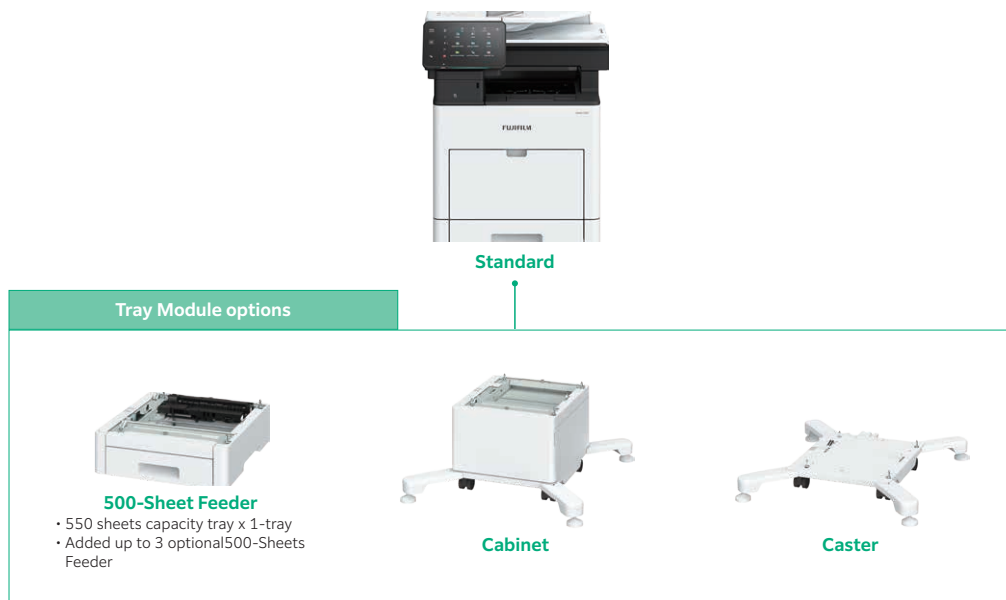 FUJIFILM
Standard
Tray Module options
500-Sheet Feeder
• 550 sheets capacity tray x 1-tray
• Added up to 3 optional500-Sheets
Feeder
Cabinet
Caster